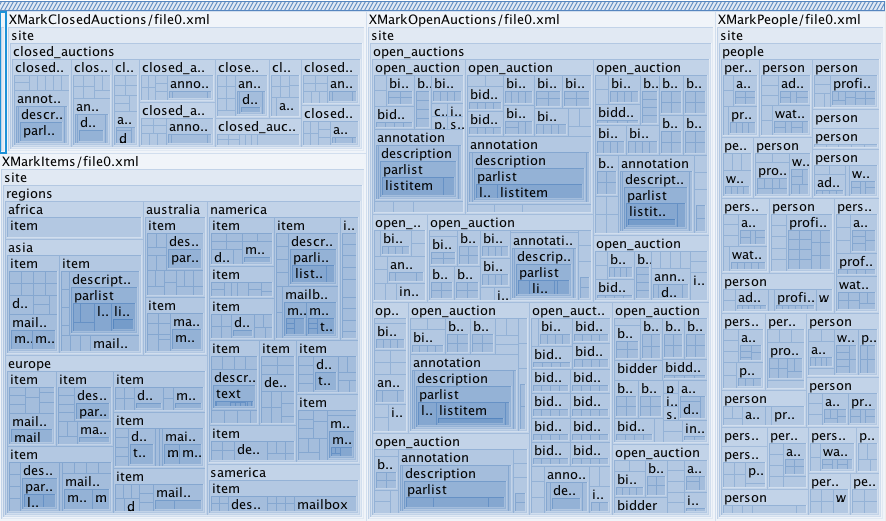 XMarkClosedAuctions/file0.xml
site
closed_auctions
closed..
clos..
cl..
closed_a..
close..
cl..
closed..
annot..
descr..
parl..
an..
d..
a..
d
anno..
closed_a..
anno..
an..
d..
closed_auc..
a..
an..
closed..
a..
XMarkItems/file0.xml
site
regions
africa
item
asia
item
d..
mail..
m.. m..
item
descript..
parlist
l.. li..
mail..
australia
item
des..
par..
item
ma..
m..
europe
item
mail..
mail
item
des..
par..
ma..
item
d.. m..
item
d..
t..
mai..
m m..
item
des..
par..
l..
mail..
m.. m
item
d
mail..
namerica
item
d.. m..
item
item
d..
item
descr..
parli..
list..
mailb..
m.. m..
t..
i..
item
descr..
text
item
de..
item
d..
t..
item
m..
m..
item
de..
samerica
item
des.. mailbox
XMarkOpenAuctions/file0.xml
site
open_auctions
open_auction
bi.. b.. bi..
bid.. c.. i..
p.. s..
annotation
description
parlist
listitem
open_auction
bid.. bi.. bi.. bi..
bi.. bi..
annotation
description
parlist
l.. listitem
open_auction
bi.. b.. b.. b..
bidd.. b.. b..
bi.. bi..
b..
annotation
descript..
parlist
listit..
open_..
bi..
an..
in..
open_auction
bi.. b.. bi..
b.. b.. bi..
i..
annotati..
descrip..
parlist
li..
open_auction
bi.. b..
bid..
ann..
d..
i..
op..
bi..
an..
i..
open_auction
bi.. b.. b..
annotation
description
parlist
l.. listitem
open_auct..
bid.. bid..
bid.. bid..
bid.. bid..
bid.. bid..
bid.. bid..
bid.. bid..
anno..
de..
i..
open_auction
bi.. b.. b.. b..
bidder bidd..
b.. b.. p a..
i.. d..
s..
in..
open_auction
b..
annotation
description
parlist
open_auction
bi.. b.. a..
bidder i..
XMarkPeople/file0.xml
site
people
per..
a..
pr..
person
ad..
wat..
person
profi..
person
person
pe..
w..
person
pro.. w..
person
ad.. w..
pers..
a..
wat..
person
profi..
pers..
a..
prof..
wat..
person
ad.. profi.. w
pers..
a..
p..
per..
pro..
person
a.. w.. p..
person
a.. pr..
person
a.. pr..
pers..
pers..
p..
per..
a..
pers..
wa..
p..
a..
person
per..
w
pe..